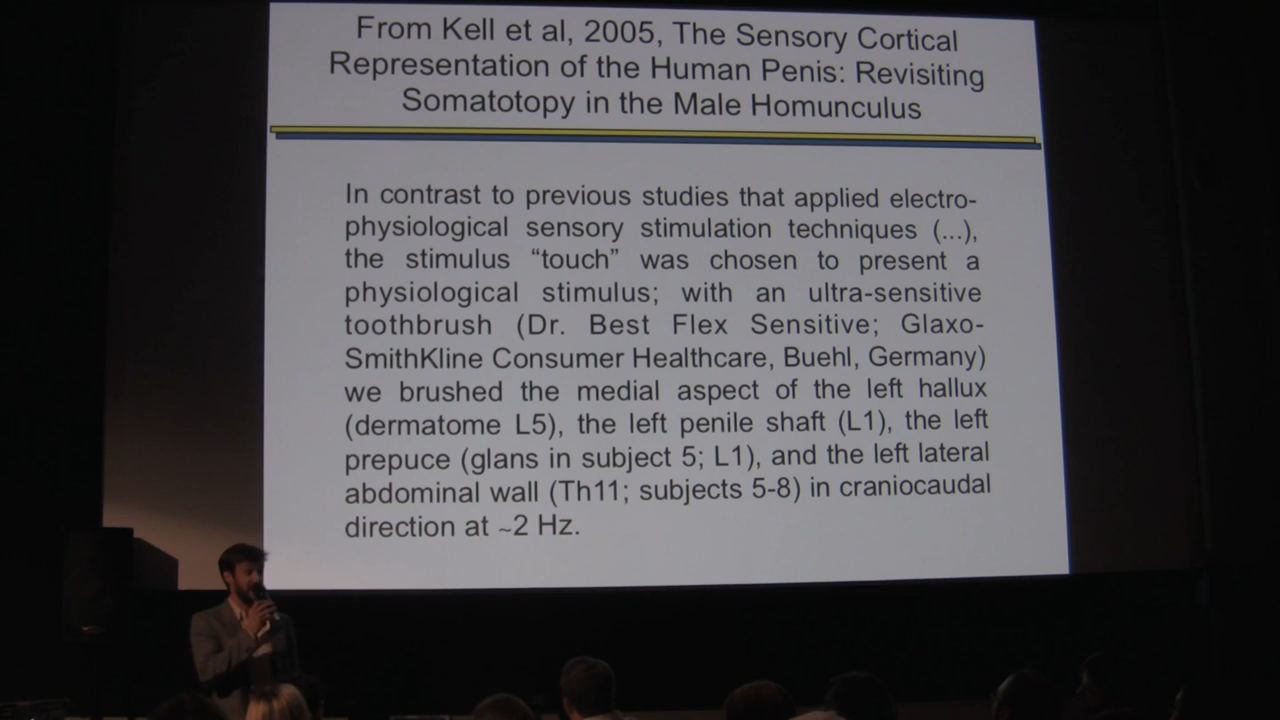 From Kell et al, 2005, The Sensory Cortical
Representation of the Human Penis: Revisiting
Somatotopy in the Male Homunculus
In contrast to previous studies that applied electro-
physiological sensory stimulation techniques (...),
the stimulus “touch” was chosen to present a
physiological stimulus; with an ultra-sensitive
toothbrush (Dr. Best Flex Sensitive; Glaxo-
SmithKline Consumer Healthcare, Buehl, Germany)
we brushed the medial aspect of the left hallux
(dermatome L5), the left penile shaft (L1), the left
prepuce (glans in subject 5; L1), and the left lateral
abdominal wall (Th11; subjects 5-8) in craniocaudal
direction at ~2 Hz.